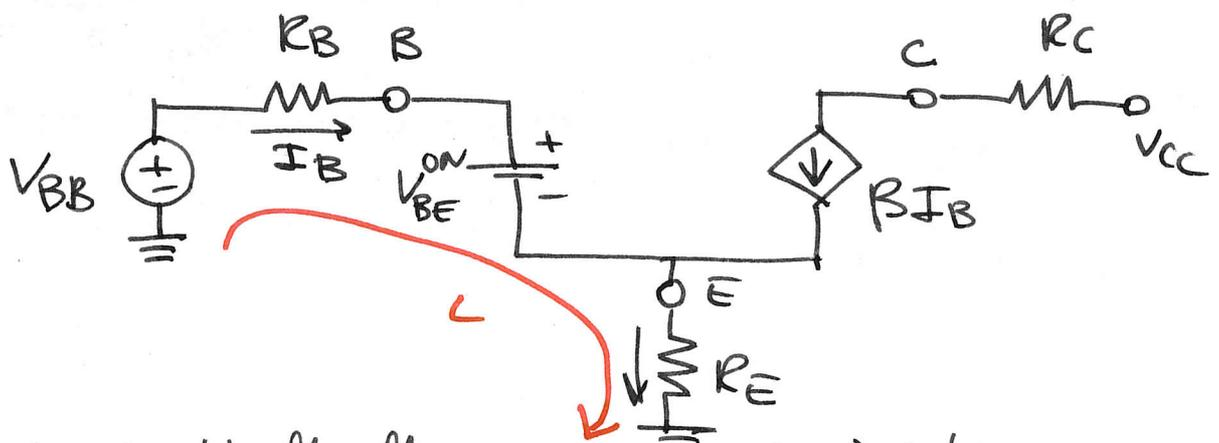 RB B C RC
+ IB VBE ON + VCC
VBB + - - βIB
E
RE